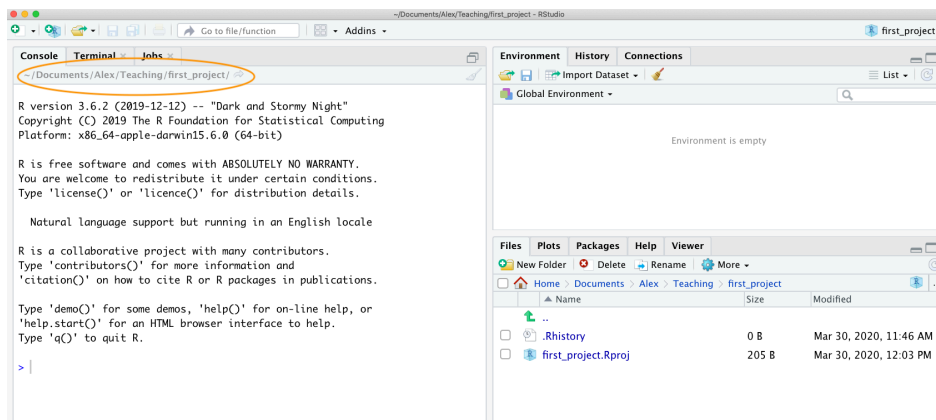 ~/Documents/Alex/Teaching/first_project - RStudio
Go to file/function
Addins
first_project
Console Terminal Jobs
~/Documents/Alex/Teaching/first_project/
R version 3.6.2 (2019-12-12) -- "Dark and Stormy Night"
Copyright (C) 2019 The R Foundation for Statistical Computing
Platform: x86_64-apple-darwin15.6.0 (64-bit)
R is free software and comes with ABSOLUTELY NO WARRANTY.
You are welcome to redistribute it under certain conditions.
Type 'license()' or 'licence()' for distribution details.
Natural language support but running in an English locale
R is a collaborative project with many contributors.
Type 'contributors()' for more information and
'citation()' on how to cite R or R packages in publications.
Type 'demo()' for some demos, 'help()' for on-line help, or
'help.start()' for an HTML browser interface to help.
Type 'q()' to quit R.
>
Environment History Connections
Import Dataset
List
Global Environment
Environment is empty
Files Plots Packages Help Viewer
New Folder Delete Rename More
Home > Documents > Alex > Teaching > first_project
Name Size Modified
..
.Rhistory 0 B Mar 30, 2020, 11:46 AM
first_project.Rproj 205 B Mar 30, 2020, 12:03 PM